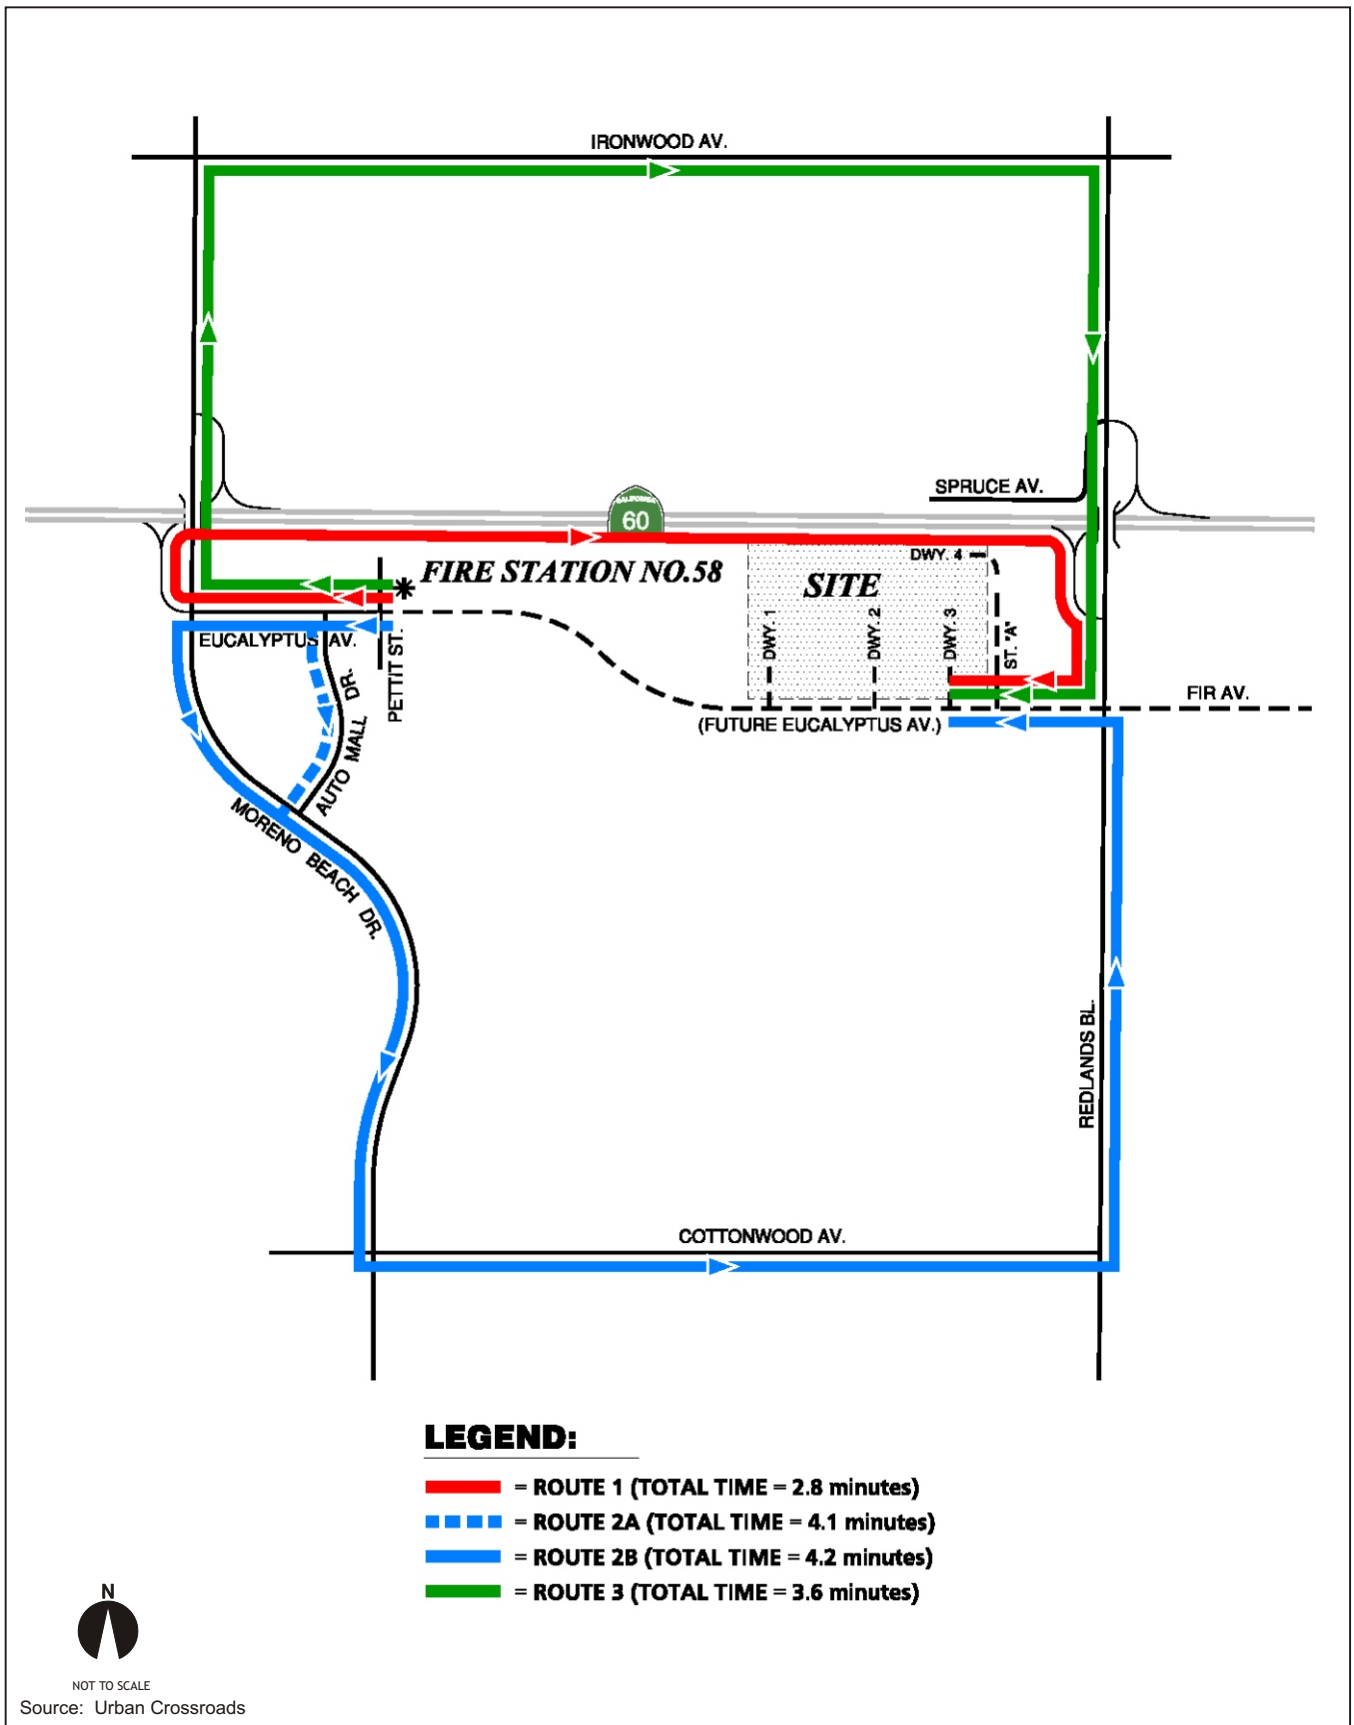 IRONWOOD AV.
SPRUCE AV.
CALIFORNIA
60
DWY. 4
FIRE STATION NO.58
SITE
DWY. 1
DWY. 2
DWY. 3
ST. "A"
EUCALYPTUS AV.
PETTIT ST.
AUTO MALL DR.
FIR AV.
(FUTURE EUCALYPTUS AV.)
MORENO BEACH DR.
REDLANDS BL.
COTTONWOOD AV.
LEGEND:
= ROUTE 1 (TOTAL TIME = 2.8 minutes)
= ROUTE 2A (TOTAL TIME = 4.1 minutes)
= ROUTE 2B (TOTAL TIME = 4.2 minutes)
= ROUTE 3 (TOTAL TIME = 3.6 minutes)
N
NOT TO SCALE
Source: Urban Crossroads